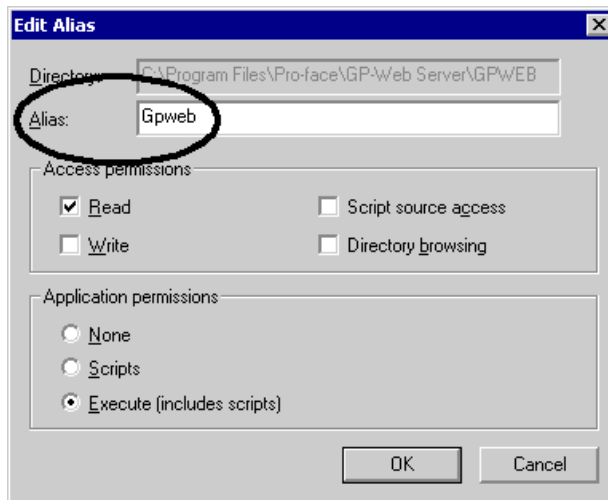 Edit Alias
Directory: C:\Program Files\Pro-face\GP-Web Server\GPWEB
Alias: Gpweb
Access permissions
Read Script source access
Write Directory browsing
Application permissions
None
Scripts
Execute (includes scripts)
OK Cancel